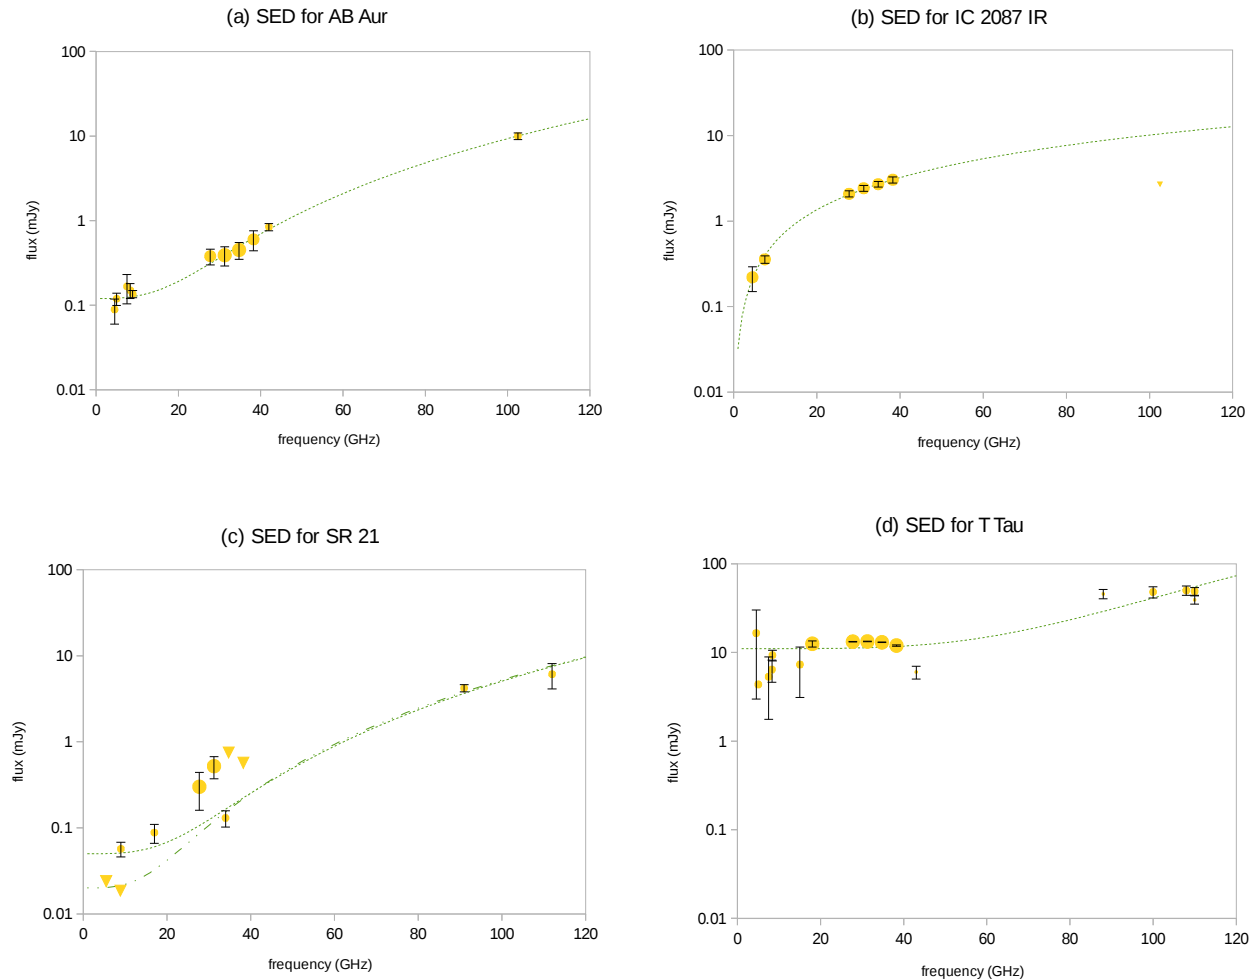 (a) SED for AB Aur
100
10
1
0.1
0.01
flux (mJy)
0 20 40 60 80 100 120
frequency (GHz)
(b) SED for IC 2087 IR
100
10
1
0.1
0.01
flux (mJy)
0 20 40 60 80 100 120
frequency (GHz)
(c) SED for SR 21
100
10
1
0.1
0.01
flux (mJy)
0 20 40 60 80 100 120
frequency (GHz)
(d) SED for T Tau
100
10
1
0.1
0.01
flux (mJy)
0 20 40 60 80 100 120
frequency (GHz)